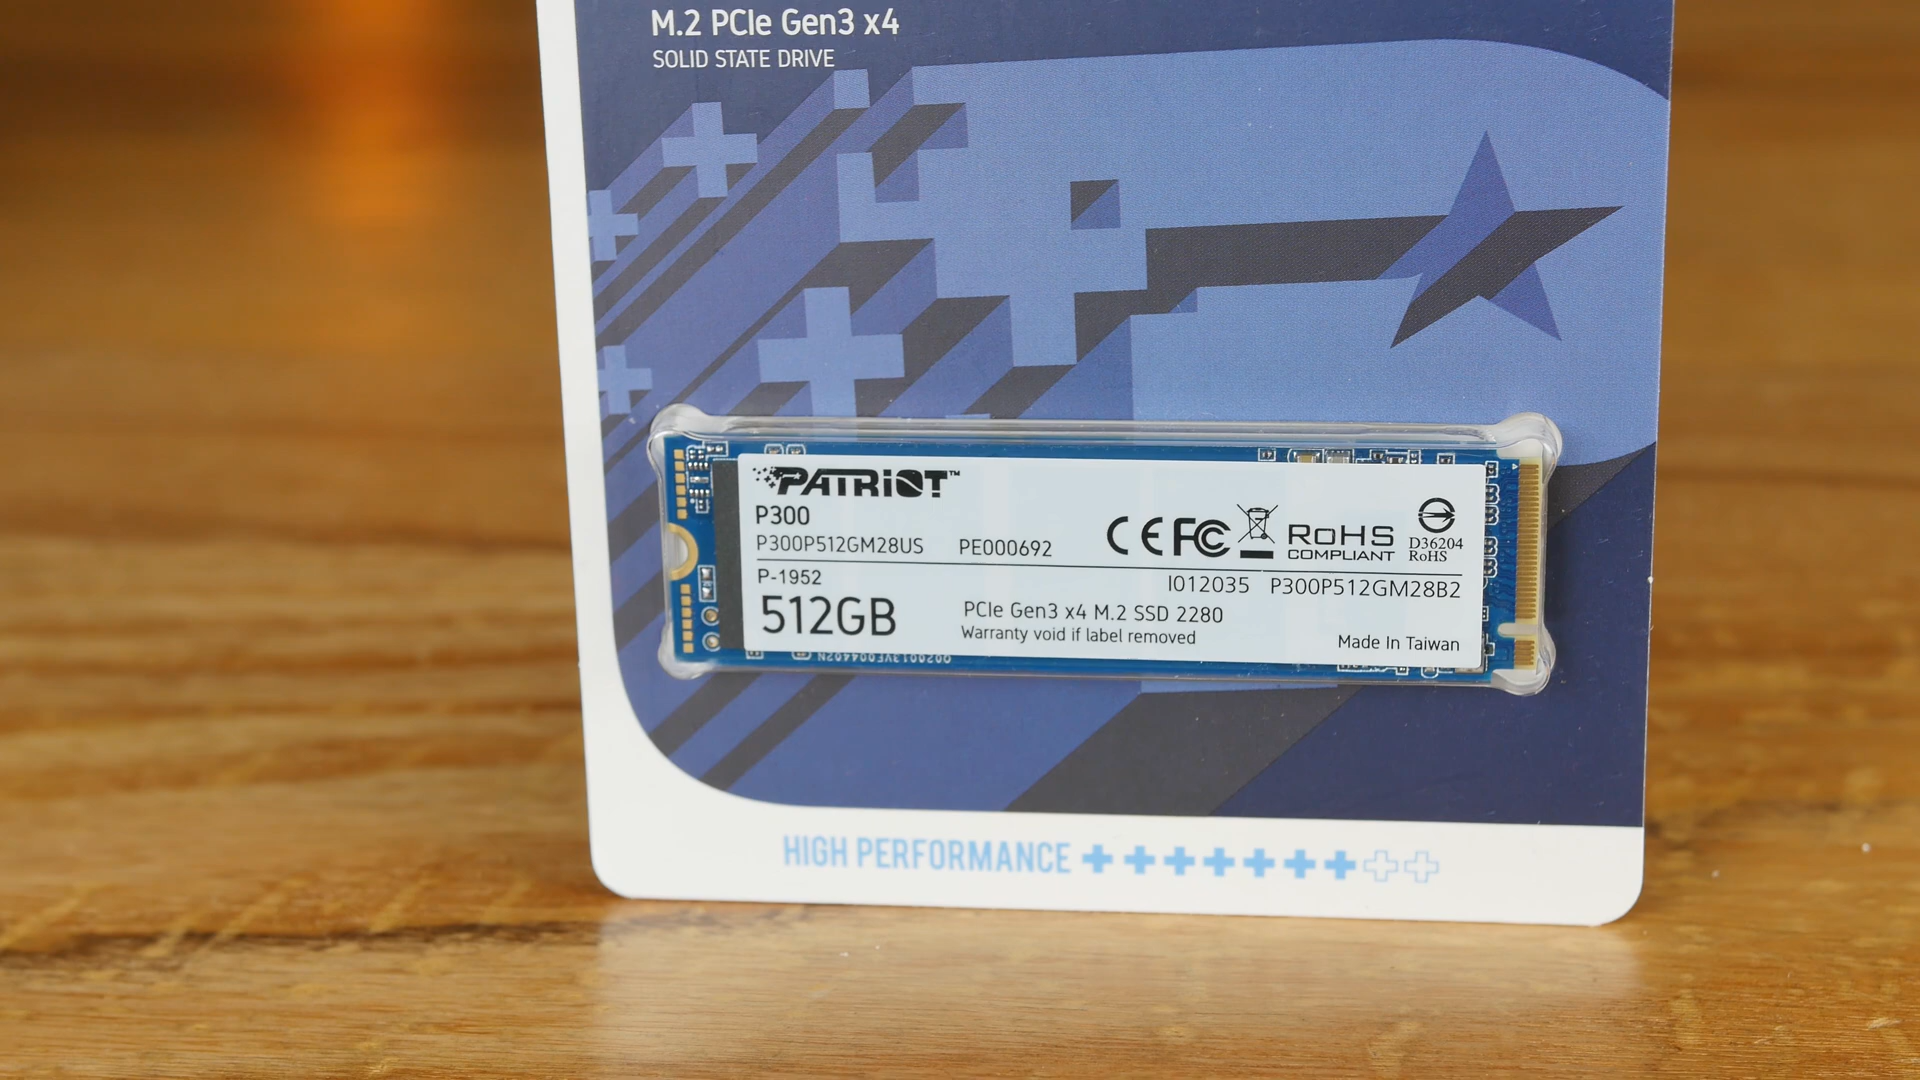 M.2 PCIe Gen3 x4
SOLID STATE DRIVE
PATRIOT™
P300
P300P512GM28US PE000692
CE FC RoHS
COMPLIANT
D36204
RoHS
P-1952
I012035 P300P512GM28B2
512GB
PCIe Gen3 x4 M.2 SSD 2280
Warranty void if label removed
Made In Taiwan
HIGH PERFORMANCE